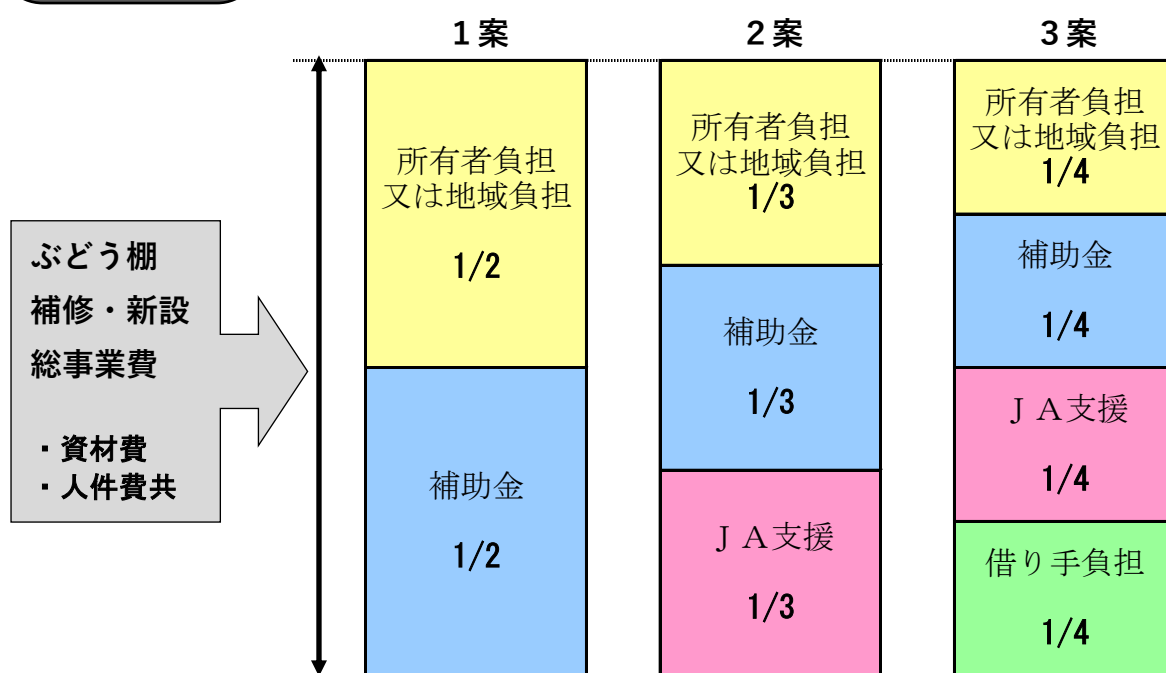 1案
2案
3案
ぶどう棚
補修・新設
総事業費
・資材費
・人件費共
所有者負担
又は地域負担
1/2
補助金
1/2
所有者負担
又は地域負担
1/3
補助金
1/3
ＪＡ支援
1/3
所有者負担
又は地域負担
1/4
補助金
1/4
ＪＡ支援
1/4
借り手負担
1/4